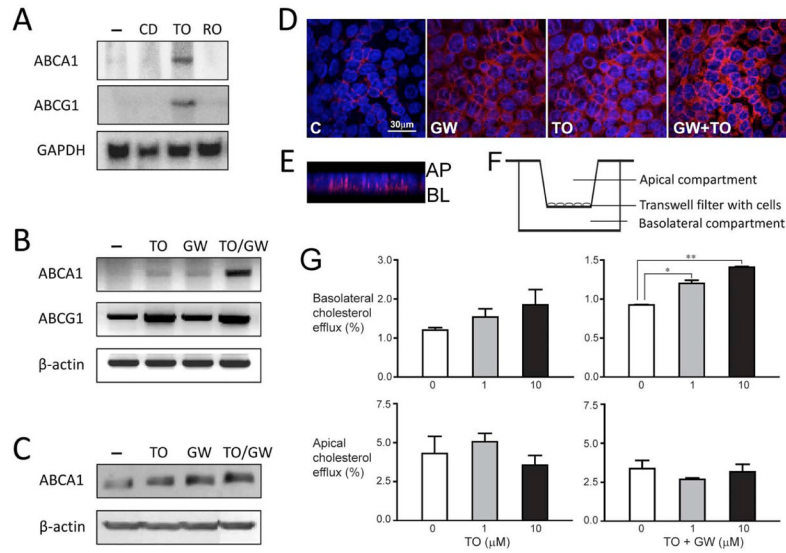 A
– CD TO RO
ABCA1
ABCG1
GAPDH
B
– TO GW TO/GW
ABCA1
ABCG1
β-actin
C
– TO GW TO/GW
ABCA1
β-actin
D
C
30μm
GW
TO
GW+TO
E
AP
BL
F
Apical compartment
Transwell filter with cells
Basolateral compartment
G
Basolateral
cholesterol
efflux (%)
3.0
2.0
1.0
0.0
0 1 10
1.5
1.0
0.5
0.0
* **
0 1 10
Apical
cholesterol
efflux (%)
7.5
5.0
2.5
0.0
0 1 10
TO (μM)
7.5
5.0
2.5
0.0
0 1 10
TO + GW (μM)